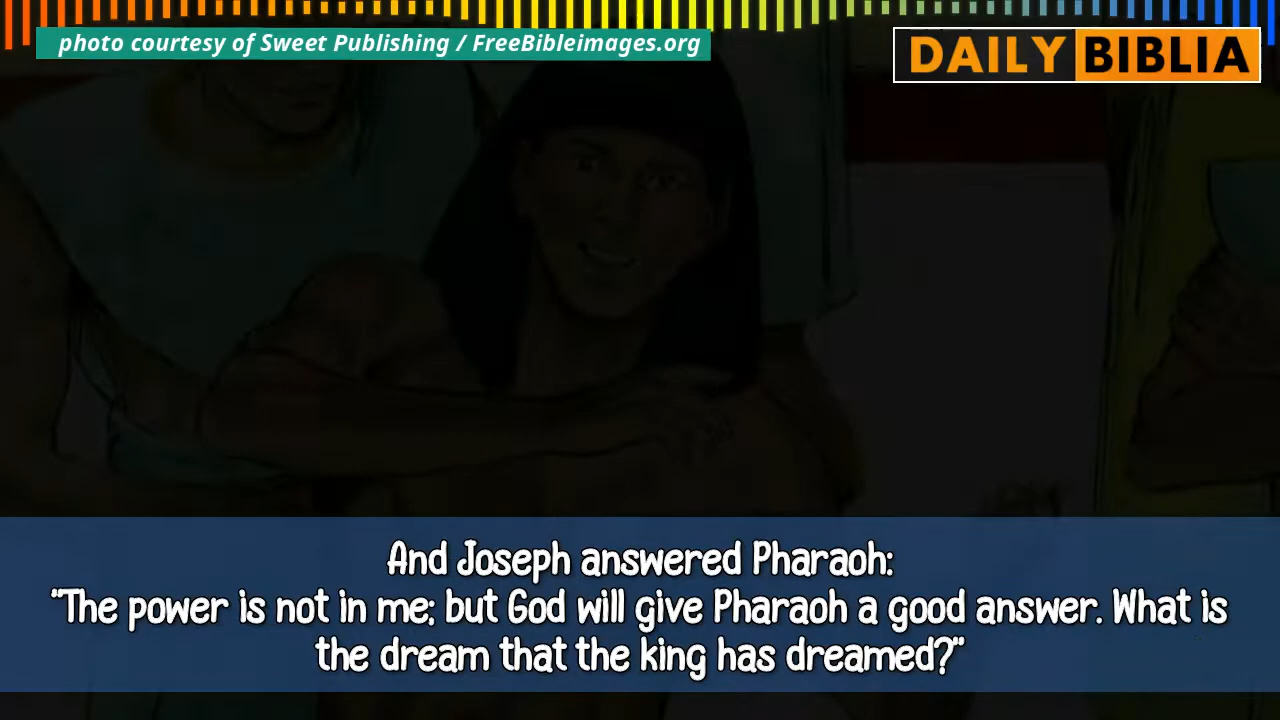 photo courtesy of Sweet Publishing / FreeBibleimages.org
DAILY BIBLIA
And Joseph answered Pharaoh:
"The power is not in me; but God will give Pharaoh a good answer. What is
the dream that the king has dreamed?"